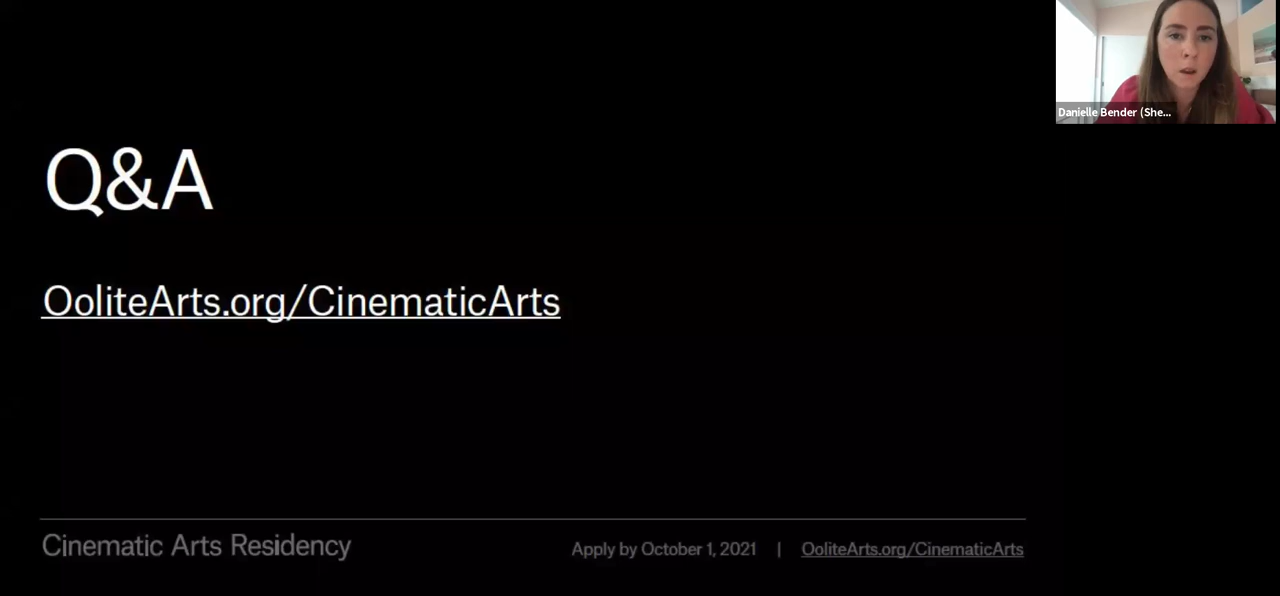 Danielle Bender (She...
Q&A
OoliteArts.org/CinematicArts
Cinematic Arts Residency
Apply by October 1, 2021 | OoliteArts.org/CinematicArts